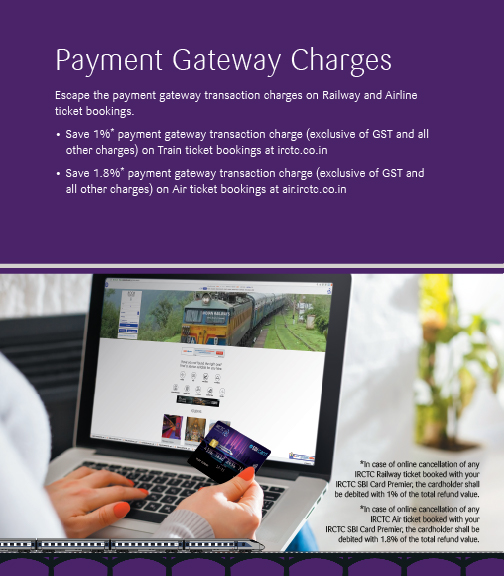 Payment Gateway Charges
Escape the payment gateway transaction charges on Railway and Airline
ticket bookings.
• Save 1%* payment gateway transaction charge (exclusive of GST and all
other charges) on Train ticket bookings at irctc.co.in
• Save 1.8%* payment gateway transaction charge (exclusive of GST and
all other charges) on Air ticket bookings at air.irctc.co.in
*In case of online cancellation of any
IRCTC Railway ticket booked with your
IRCTC SBI Card Premier, the cardholder shall
be debited with 1% of the total refund value.
*In case of online cancellation of any
IRCTC Air ticket booked with your
IRCTC SBI Card Premier, the cardholder shall be
debited with 1.8% of the total refund value.